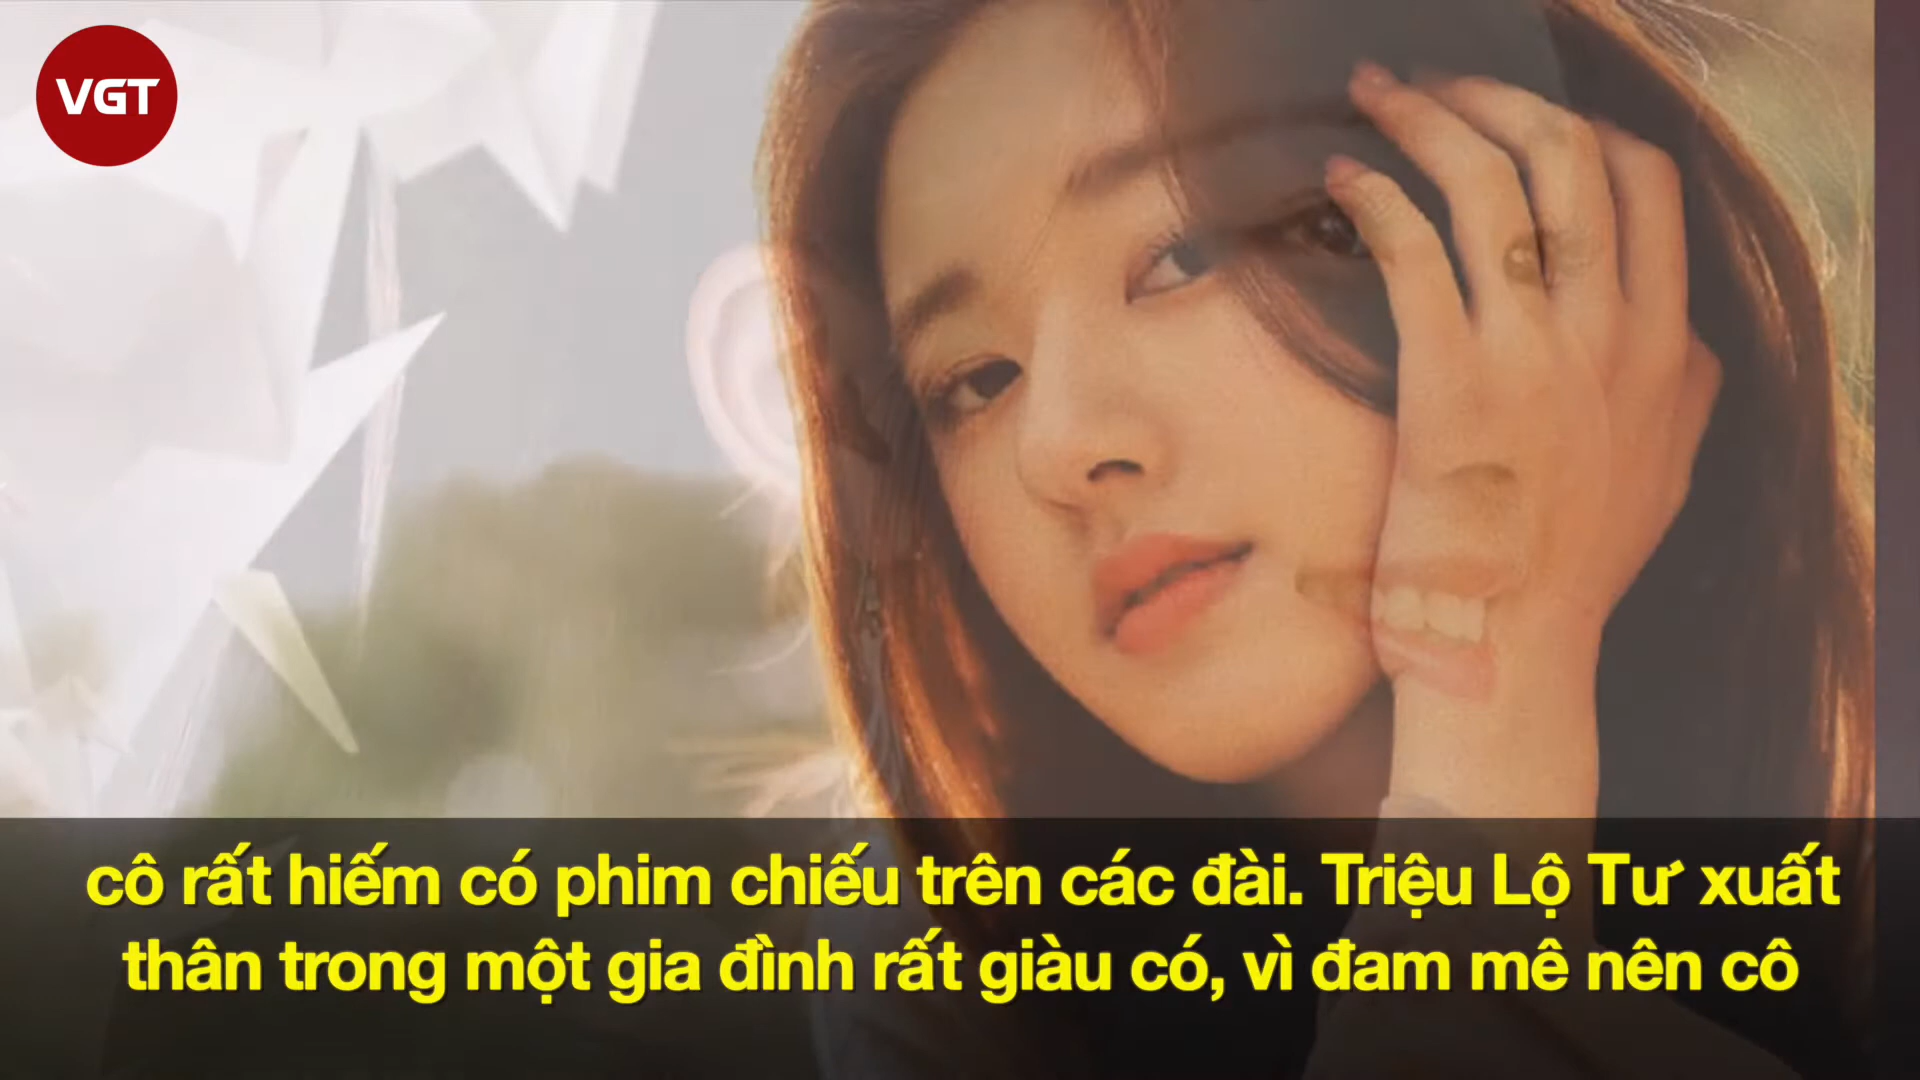 VGT
cô rất hiếm có phim chiếu trên các đài. Triệu Lộ Tư xuất
thân trong một gia đình rất giàu có, vì đam mê nên cô